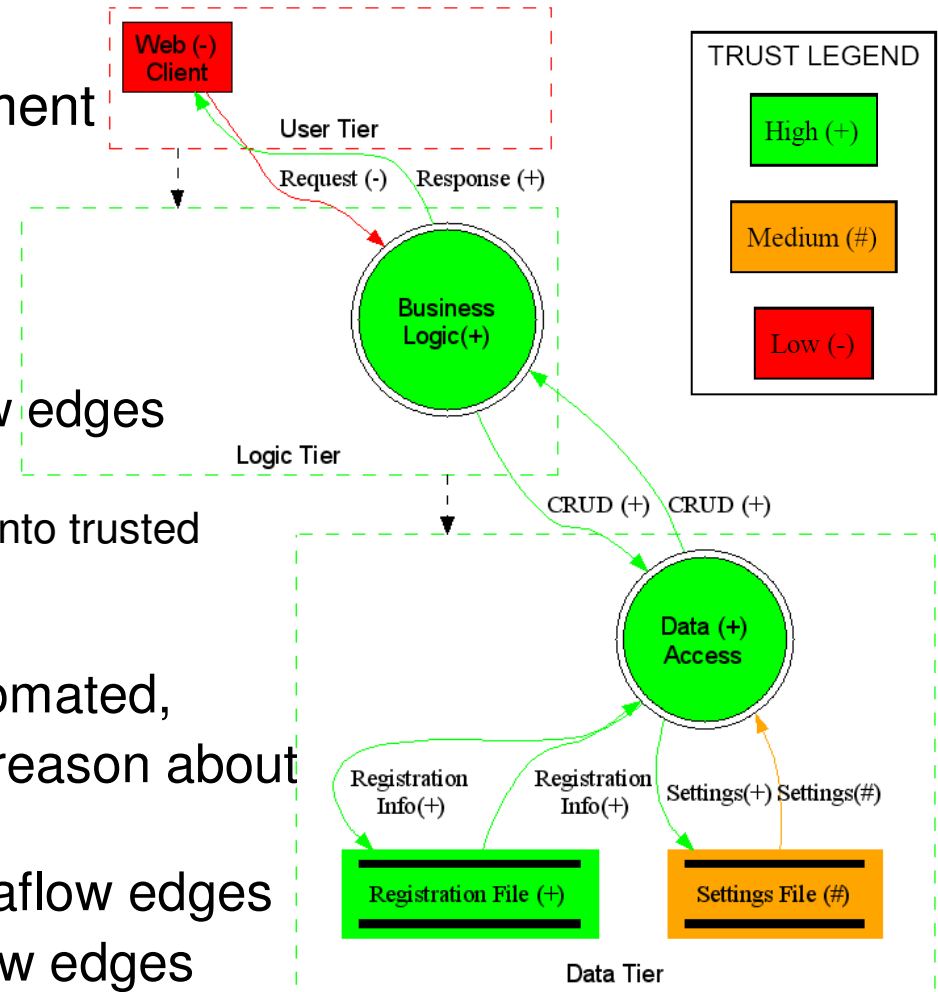 nent
w edges
nto trusted
omated,
reason about
aflow edges
w edges
Web (-)
Client
User Tier
Request (-)
Response (+)
Business
Logic(+)
Logic Tier
CRUD (+)
CRUD (+)
Data (+)
Access
Registration
Info(+)
Registration
Info(+)
Settings(+)
Settings(#)
Registration File (+)
Settings File (#)
Data Tier
TRUST LEGEND
High (+)
Medium (#)
Low (-)